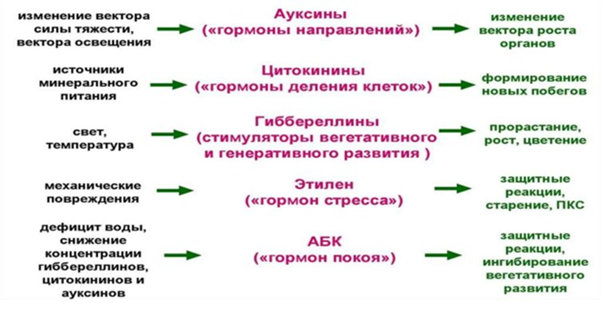 изменение вектора
силы тяжести,
вектора освещения
Ауксины
(«гормоны направлений»)
изменение
вектора роста
органов
источники
минерального
питания
Цитокинины
(«гормоны деления клеток»)
формирование
новых побегов
свет,
температура
Гиббереллины
(стимуляторы вегетативного
и генеративного развития )
прорастание,
рост, цветение
механические
повреждения
Этилен
(«гормон стресса»)
защитные
реакции,
старение, ПКС
дефицит воды,
снижение
концентрации
гиббереллинов,
цитокининов и
ауксинов
АБК
(«гормон покоя»)
защитные
реакции,
ингибирование
вегетативного
развития